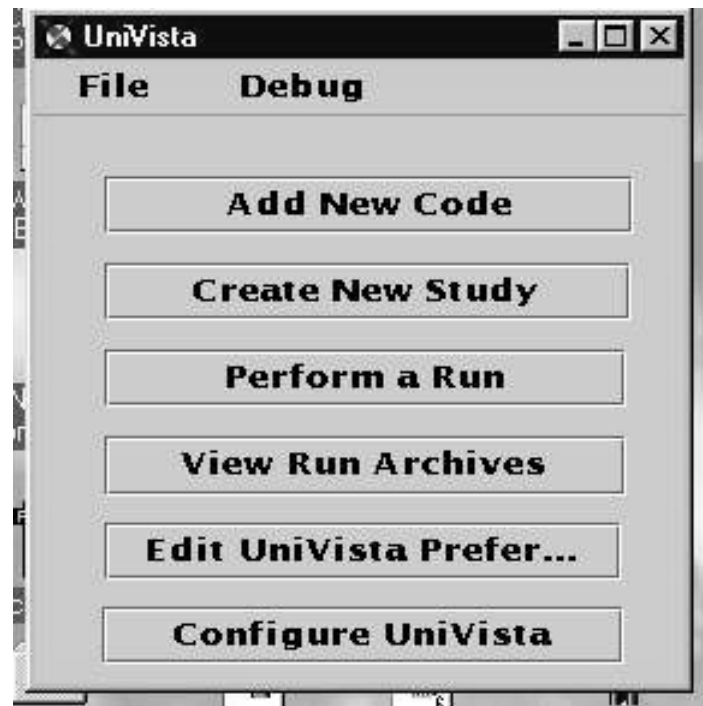 UniVista
File Debug
Add New Code
Create New Study
Perform a Run
View Run Archives
Edit UniVista Prefer...
Configure UniVista